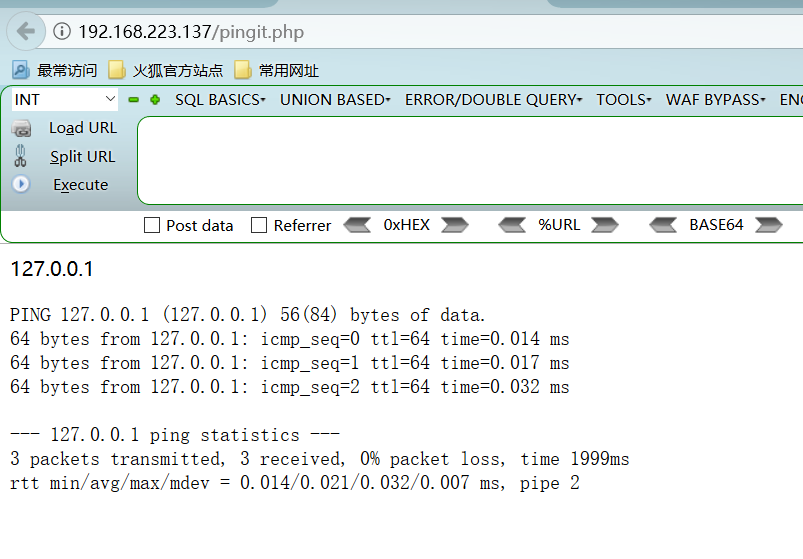 192.168.223.137/pingit.php
最常访问 火狐官方站点 常用网址
INT SQL BASICS UNION BASED ERROR/DOUBLE QUERY TOOLS WAF BYPASS ENC
Load URL
Split URL
Execute
Post data Referrer 0xHEX %URL BASE64
127.0.0.1
PING 127.0.0.1 (127.0.0.1) 56(84) bytes of data.
64 bytes from 127.0.0.1: icmp_seq=0 ttl=64 time=0.014 ms
64 bytes from 127.0.0.1: icmp_seq=1 ttl=64 time=0.017 ms
64 bytes from 127.0.0.1: icmp_seq=2 ttl=64 time=0.032 ms
--- 127.0.0.1 ping statistics ---
3 packets transmitted, 3 received, 0% packet loss, time 1999ms
rtt min/avg/max/mdev = 0.014/0.021/0.032/0.007 ms, pipe 2